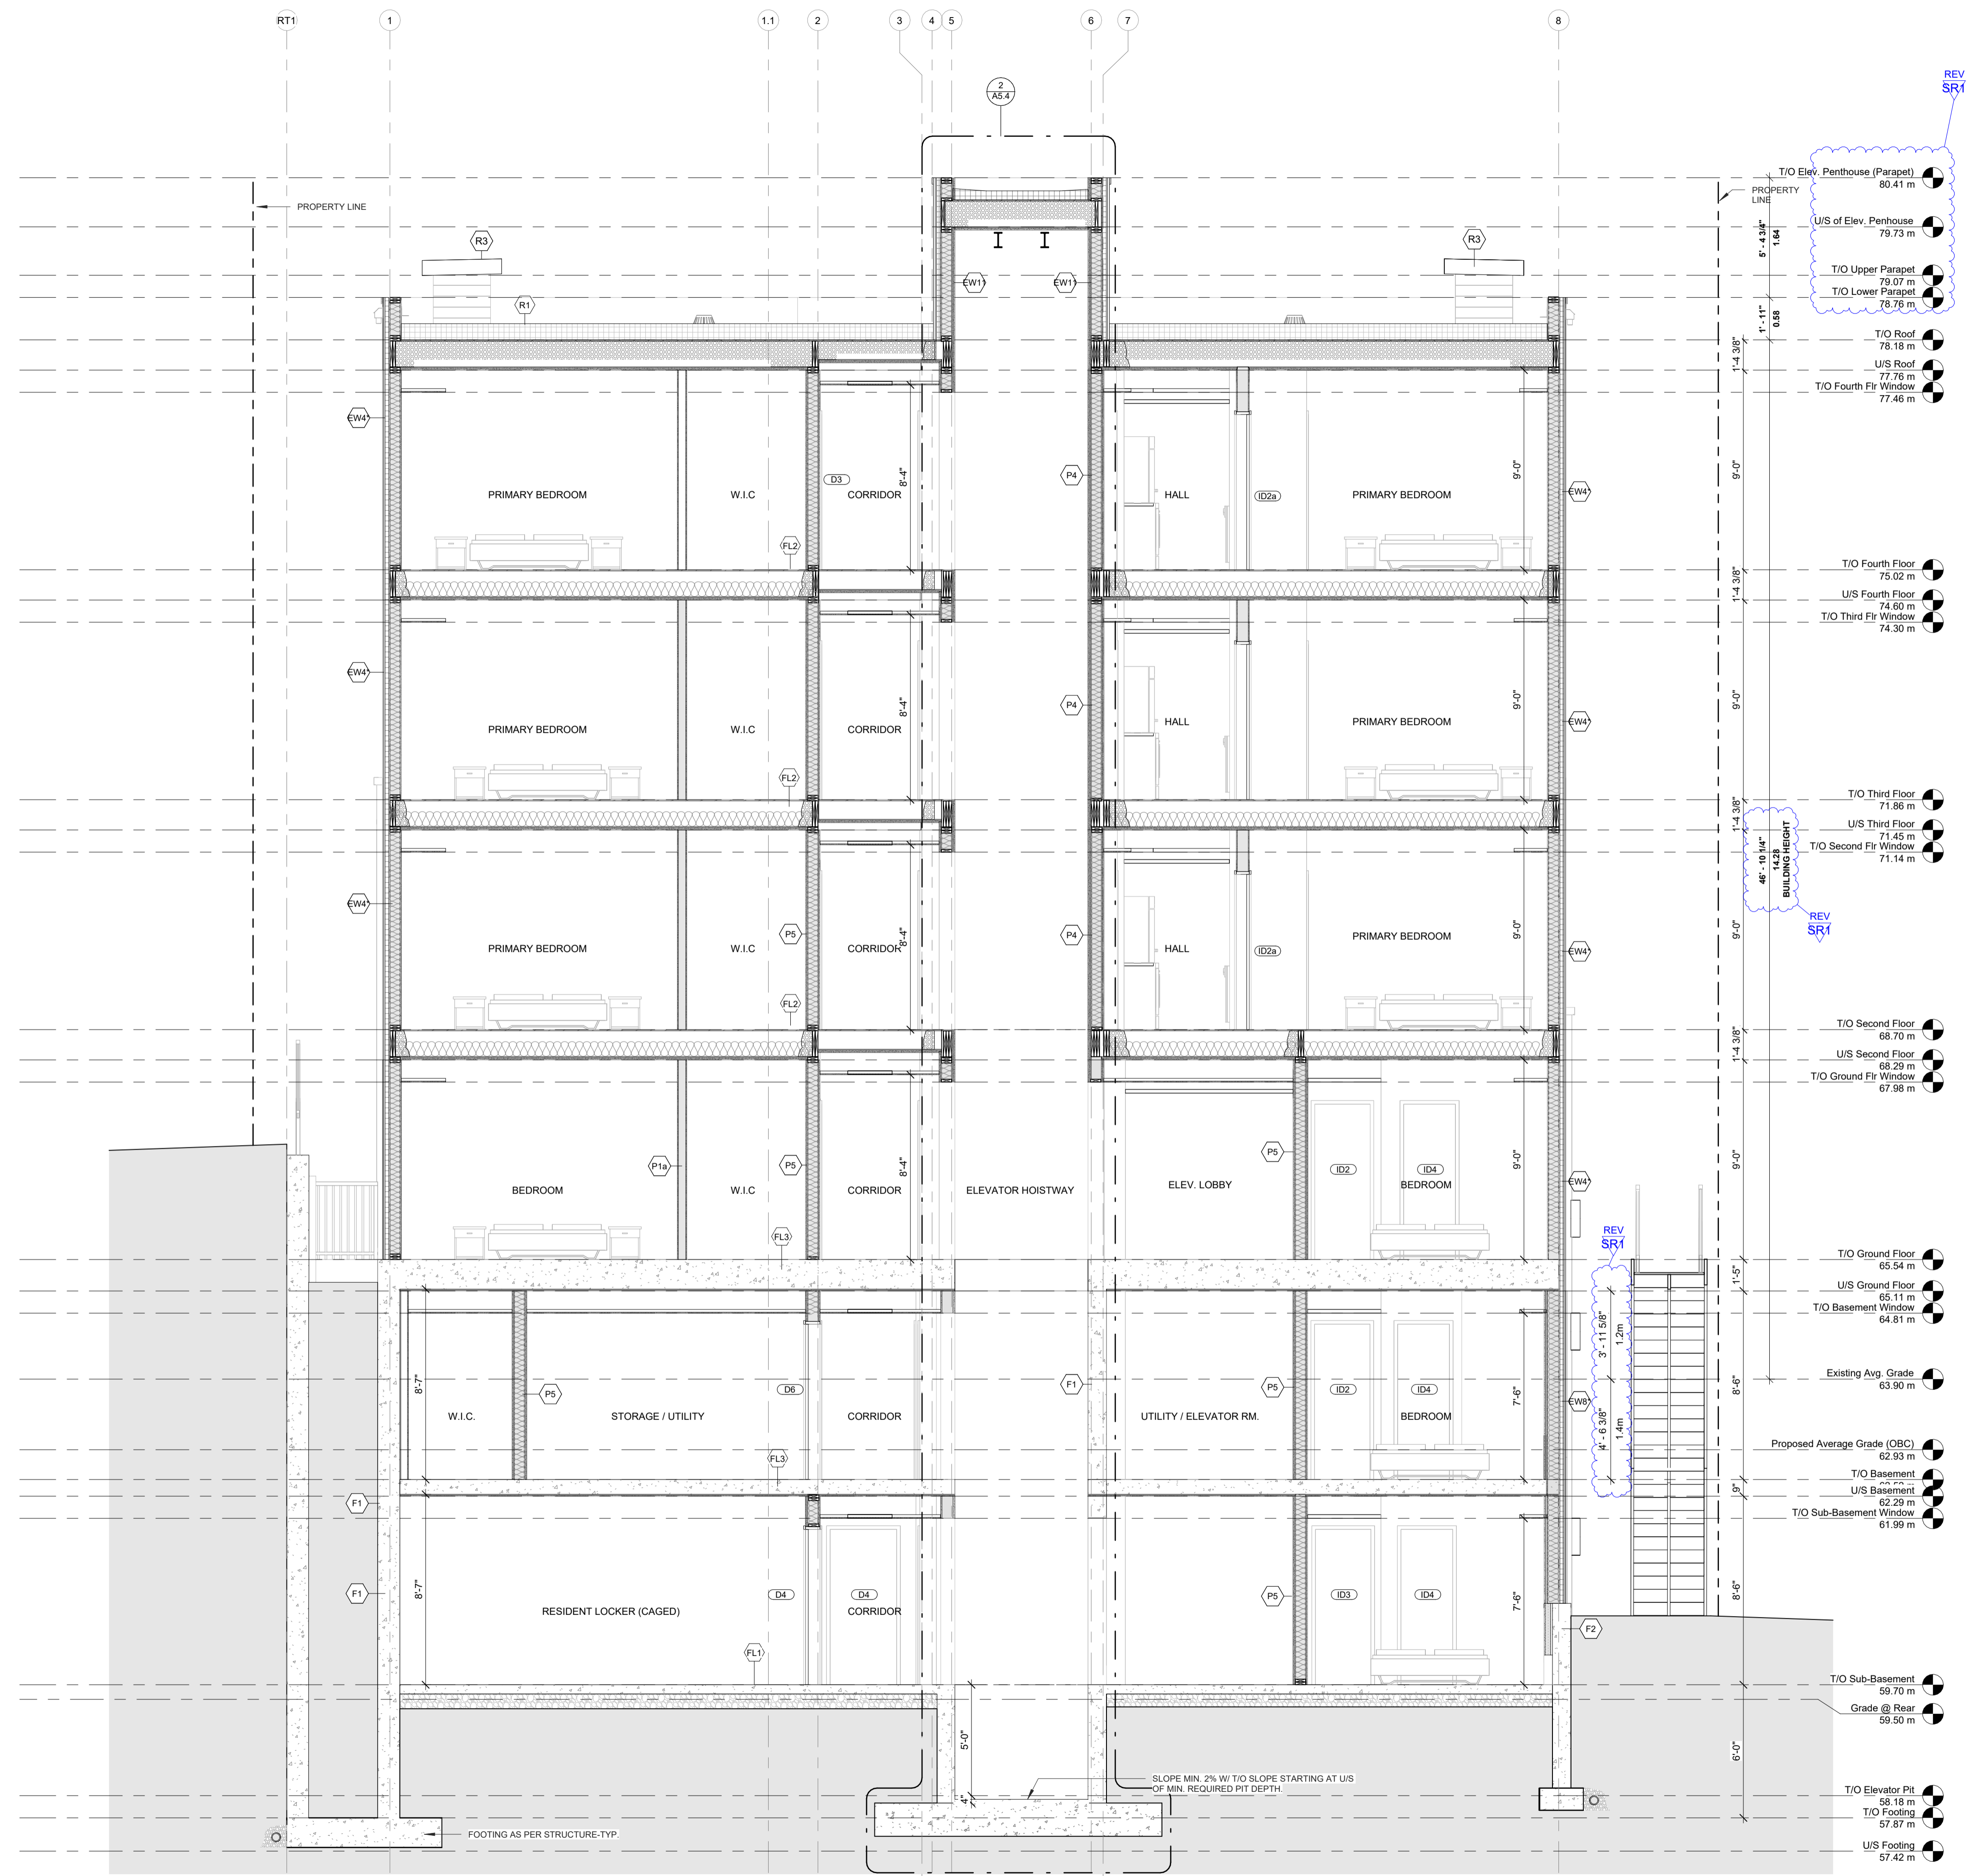 RT1 1 1.1 2 3 4 5 6 7 8
REV
SR1
2
A5.4
T/O Elev. Penthouse (Parapet)
80.41 m
PROPERTY LINE
PROPERTY
LINE
U/S of Elev. Penhouse
79.73 m
5' - 4 3/4"
1.64
R3
R3
T/O Upper Parapet
79.07 m
EW11
EW11
T/O Lower Parapet
78.76 m
R1
1' - 11"
0.58
T/O Roof
78.18 m
1'-4 3/8"
U/S Roof
77.76 m
T/O Fourth Flr Window
77.46 m
EW4*
8'-4"
9'-0"
9'-0"
D3
P4
PRIMARY BEDROOM
W.I.C
CORRIDOR
HALL
ID2a
PRIMARY BEDROOM
EW4*
FL2
T/O Fourth Floor
75.02 m
1'-4 3/8"
U/S Fourth Floor
74.60 m
T/O Third Flr Window
74.30 m
EW4*
8'-4"
P4
9'-0"
9'-0"
PRIMARY BEDROOM
W.I.C
CORRIDOR
HALL
PRIMARY BEDROOM
EW4*
FL2
T/O Third Floor
71.86 m
1'-4 3/8"
U/S Third Floor
71.45 m
T/O Second Flr Window
71.14 m
46' - 10 1/4"
14.28
BUILDING HEIGHT
REV
SR1
EW4*
P5
8'-4"
P4
9'-0"
9'-0"
PRIMARY BEDROOM
W.I.C
CORRIDOR
HALL
ID2a
PRIMARY BEDROOM
EW4*
FL2
T/O Second Floor
68.70 m
1'-4 3/8"
U/S Second Floor
68.29 m
T/O Ground Flr Window
67.98 m
P1a
P5
8'-4"
P5
ID2
ID4
9'-0"
9'-0"
BEDROOM
W.I.C
CORRIDOR
ELEVATOR HOISTWAY
ELEV. LOBBY
BEDROOM
EW4*
FL3
REV
SR1
T/O Ground Floor
65.54 m
1'-5"
U/S Ground Floor
65.11 m
T/O Basement Window
64.81 m
3' - 11 5/8"
1.2m
Existing Avg. Grade
63.90 m
8'-7"
P5
D6
F1
P5
ID2
ID4
7'-6"
EW8*
8'-6"
W.I.C.
STORAGE / UTILITY
CORRIDOR
UTILITY / ELEVATOR RM.
BEDROOM
4' - 6 3/8"
1.4m
Proposed Average Grade (OBC)
62.93 m
FL3
T/O Basement
9"
U/S Basement
62.29 m
F1
T/O Sub-Basement Window
61.99 m
F1
8'-7"
D4
D4
P5
ID3
ID4
7'-6"
8'-6"
RESIDENT LOCKER (CAGED)
CORRIDOR
F2
FL1
T/O Sub-Basement
59.70 m
Grade @ Rear
59.50 m
5'-0"
6'-0"
SLOPE MIN. 2% W/ T/O SLOPE STARTING AT U/S
OF MIN. REQUIRED PIT DEPTH.
4"
T/O Elevator Pit
58.18 m
T/O Footing
57.87 m
FOOTING AS PER STRUCTURE-TYP.
U/S Footing
57.42 m